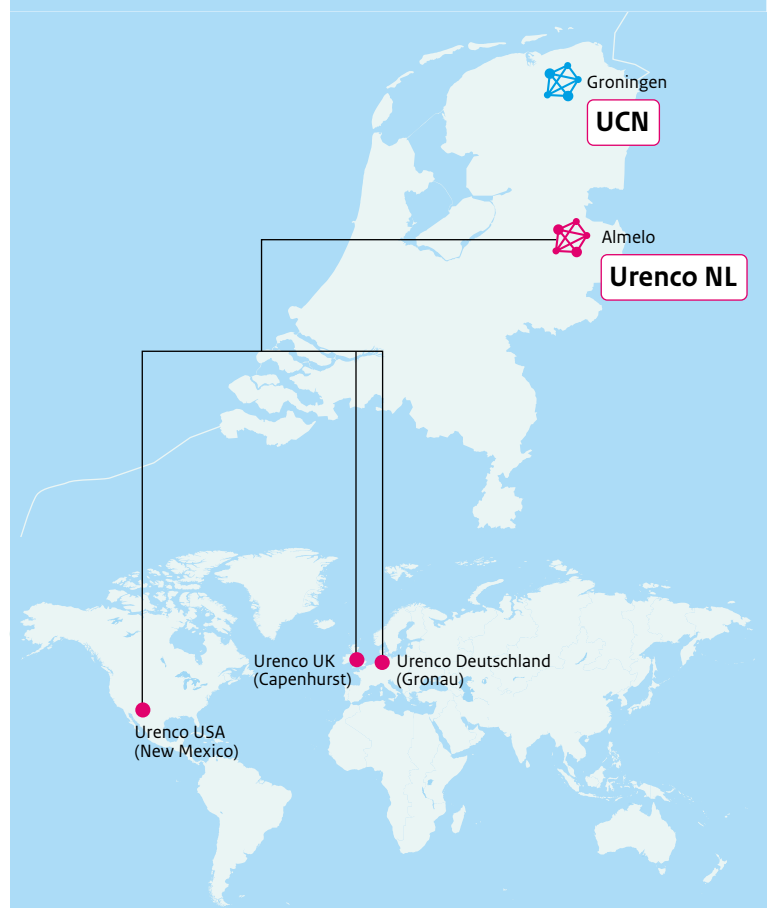 Groningen
UCN
Almelo
Urenco NL
Urenco UK
(Capenhurst)
Urenco Deutschland
(Gronau)
Urenco USA
(New Mexico)